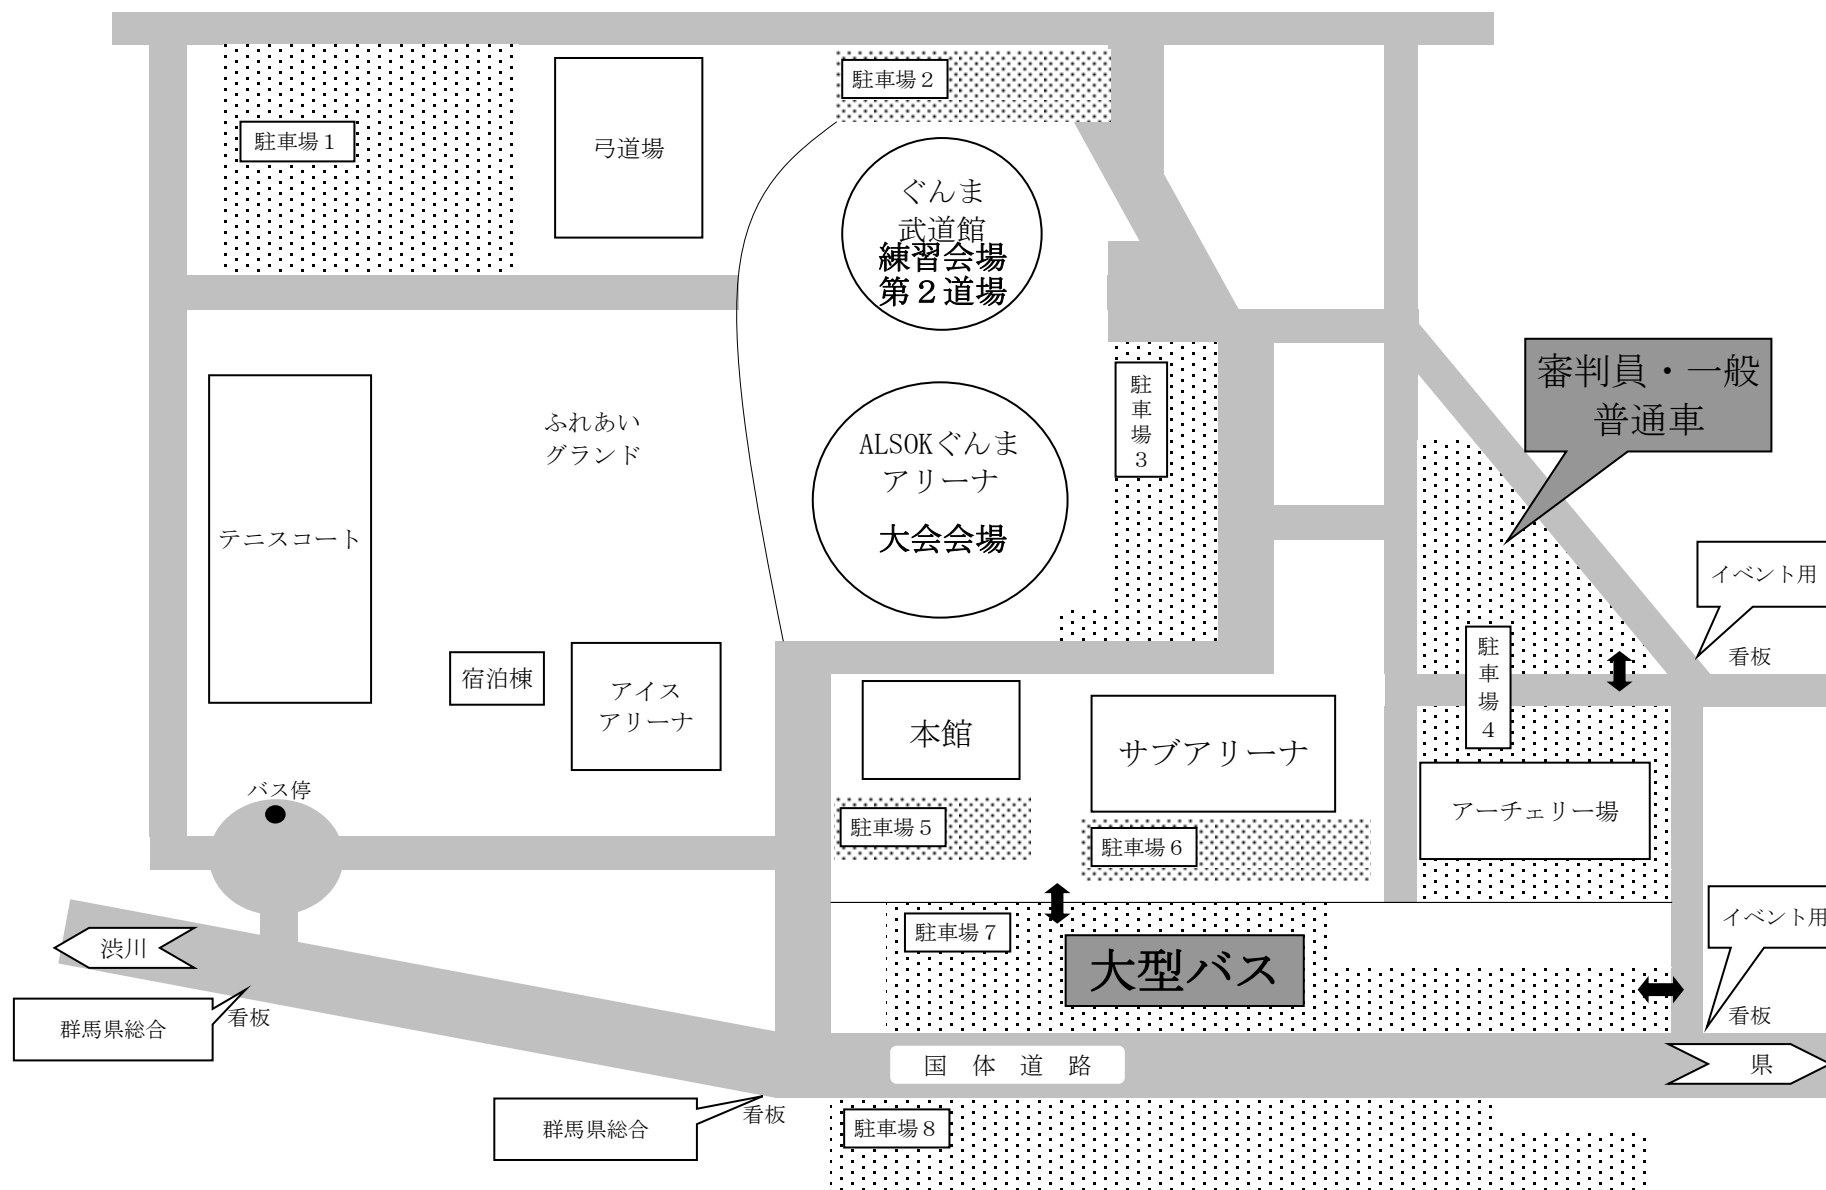 駐車場２
駐車場１
弓道場
ぐんま
武道館
練習会場
第２道場
審判員・一般
普通車
駐
車
場
3
ふれあい
グランド
ALSOKぐんま
アリーナ
大会会場
テニスコート
イベント用
看板
駐
車
場
4
宿泊棟
アイス
アリーナ
本館
サブアリーナ
バス停
駐車場５
駐車場６
アーチェリー場
イベント用
看板
駐車場７
大型バス
渋川
群馬県総合
看板
国 体 道 路
県
群馬県総合
看板
駐車場８